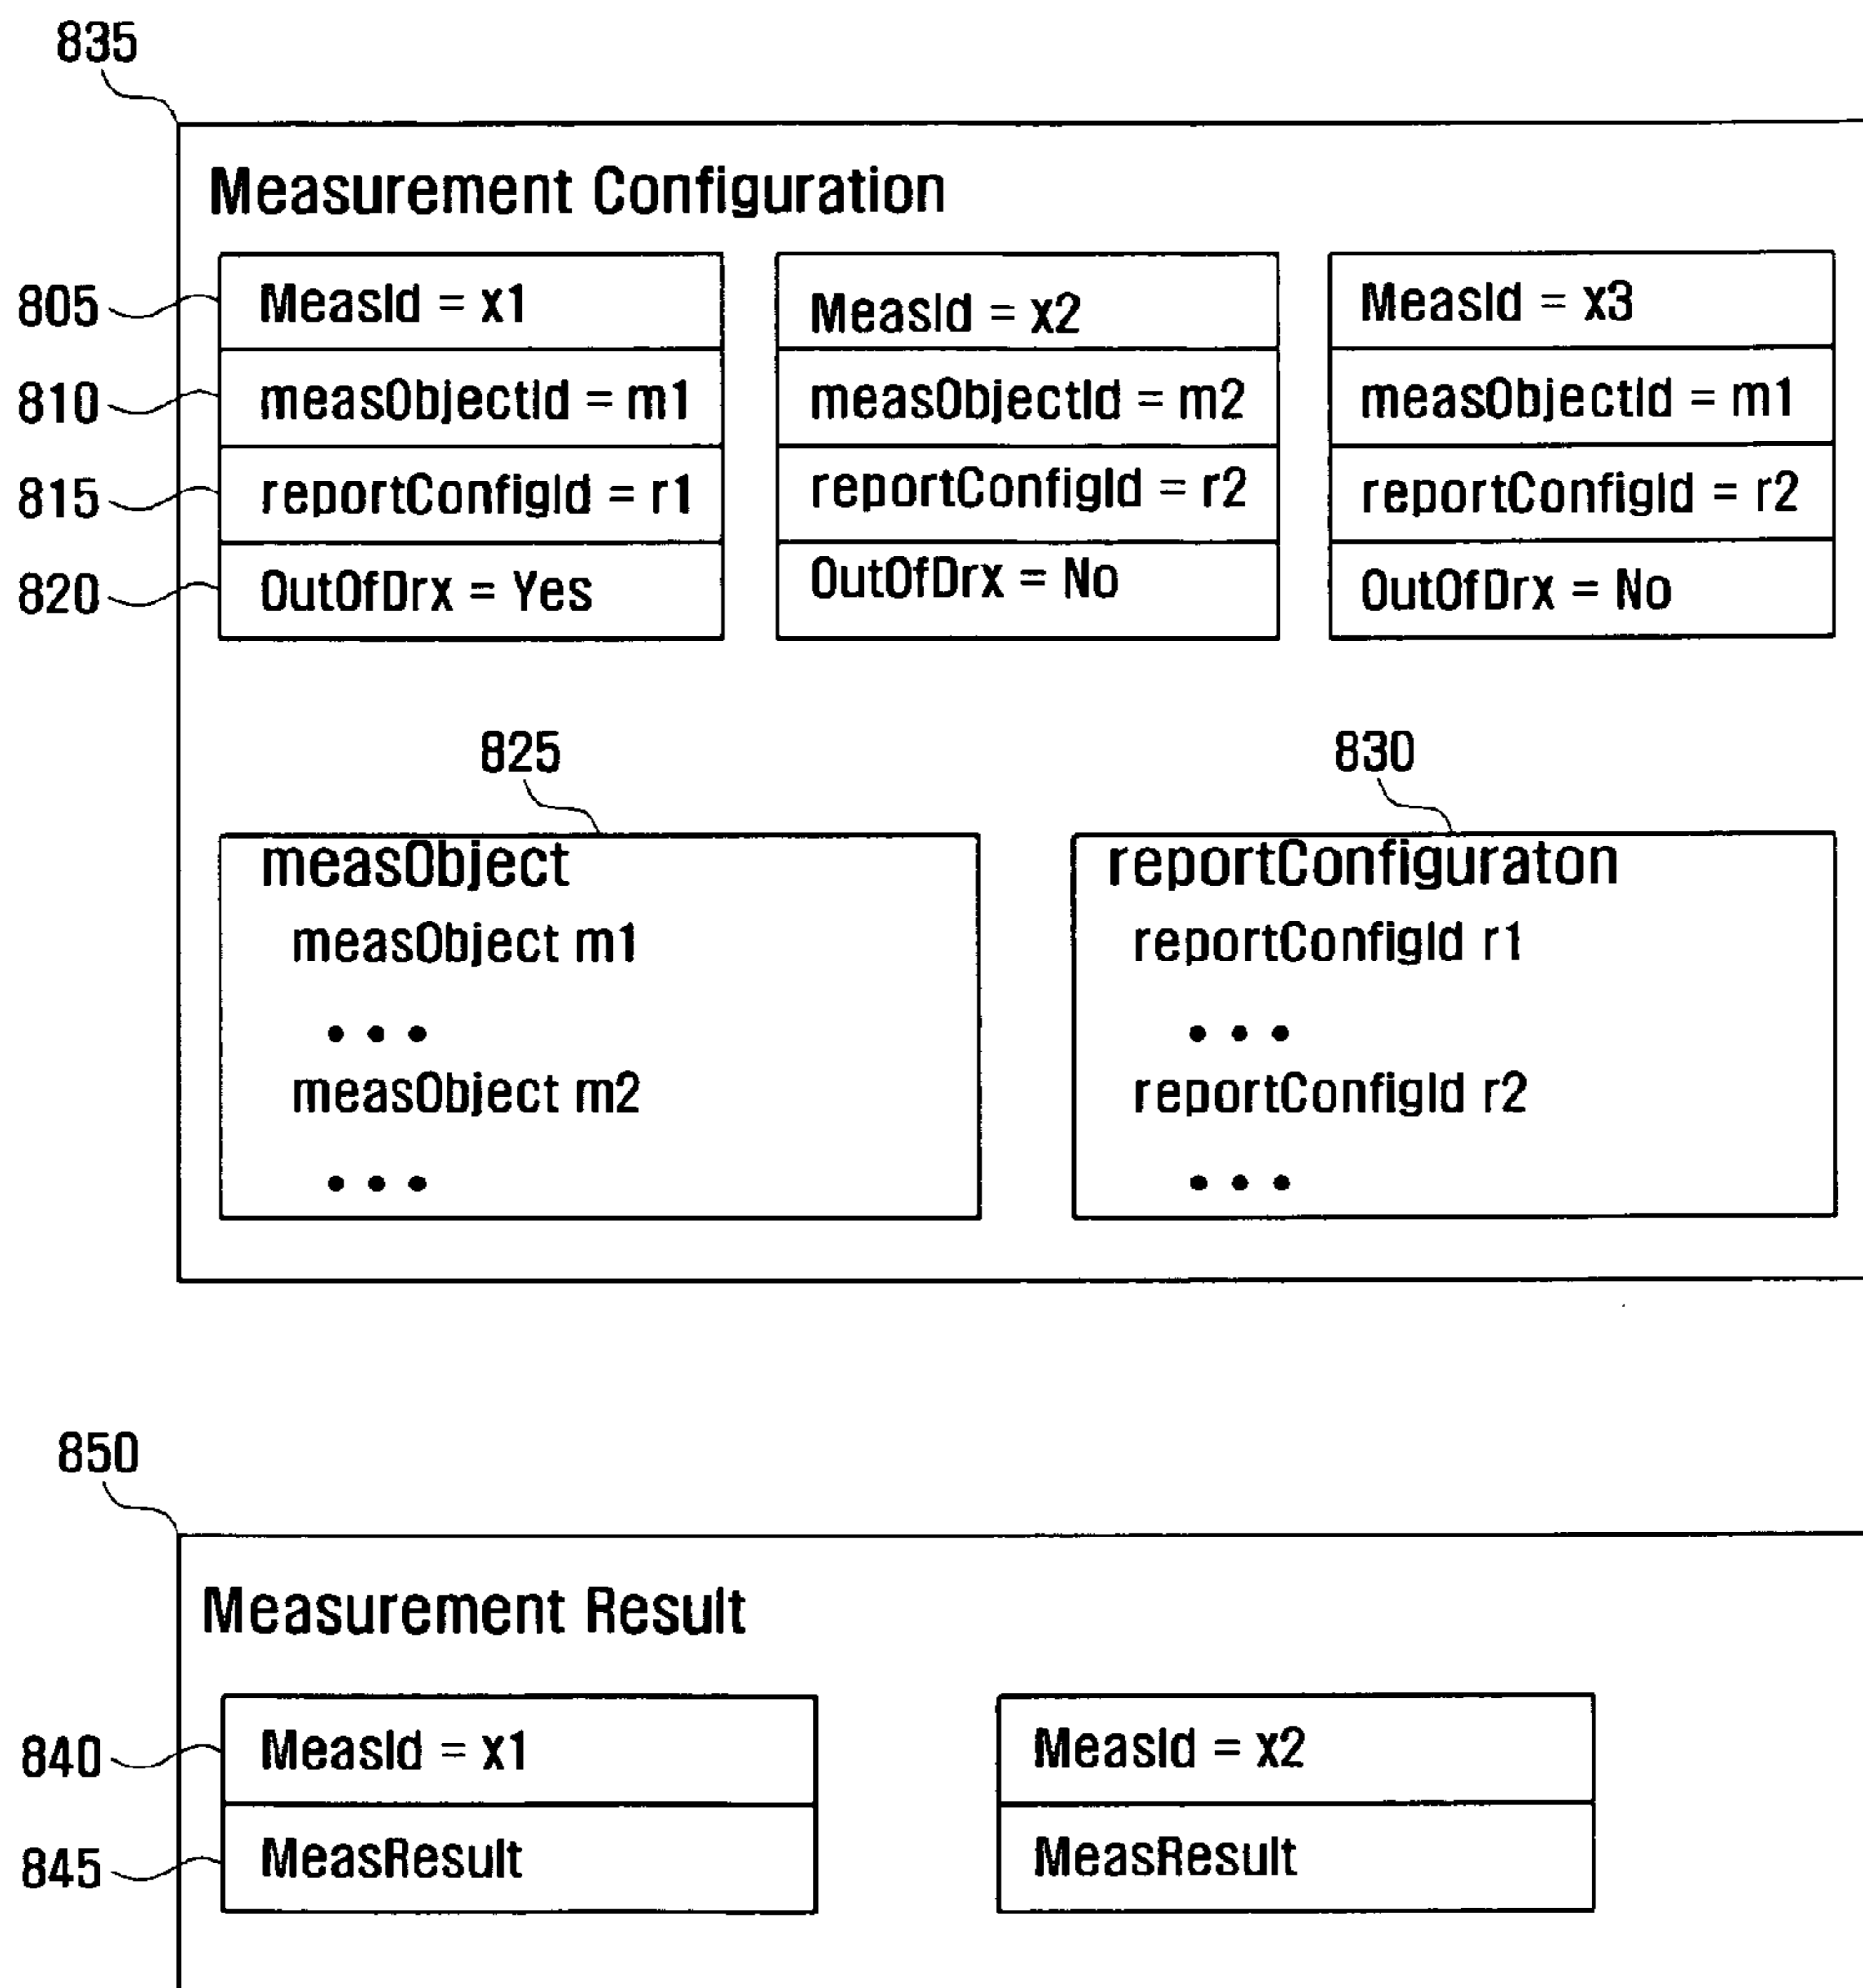 835
Measurement Configuration
805
MeasId = x1
MeasId = x2
MeasId = x3
810
measObjectId = m1
measObjectId = m2
measObjectId = m1
815
reportConfigId = r1
reportConfigId = r2
reportConfigId = r2
820
OutOfDrx = Yes
OutOfDrx = No
OutOfDrx = No
825
830
measObject
measObject m1
• • •
measObject m2
• • •
reportConfiguraton
reportConfigId r1
• • •
reportConfigId r2
• • •
850
Measurement Result
840
MeasId = x1
MeasId = x2
845
MeasResult
MeasResult